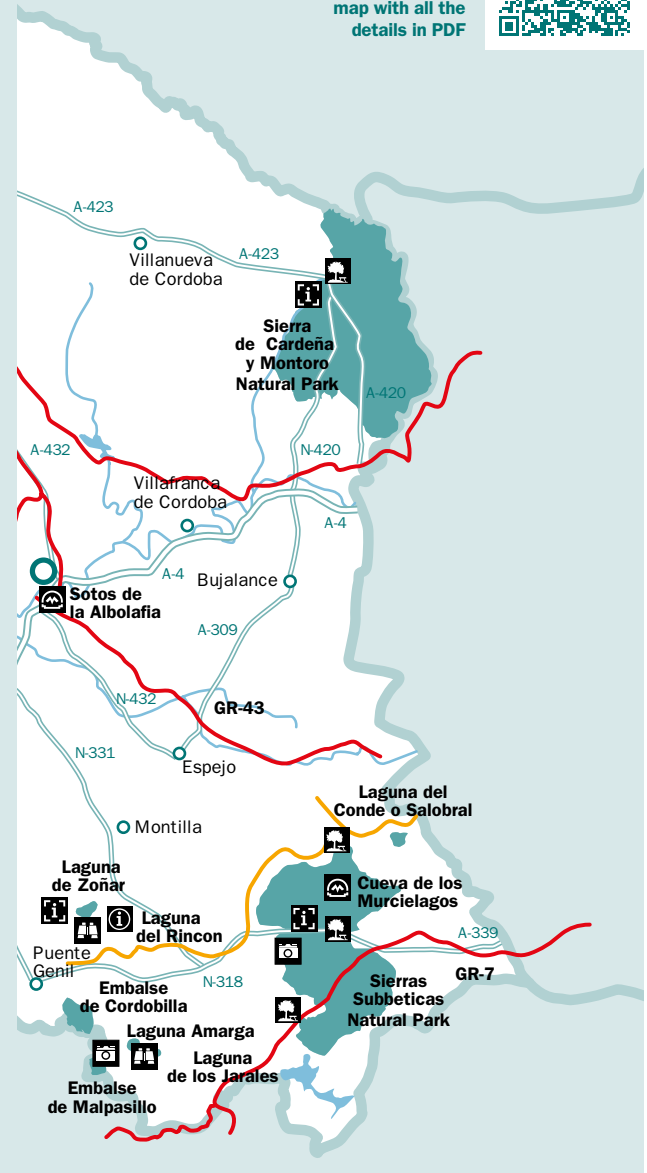 map with all the
details in PDF
A-423
Villanueva
de Cordoba
A-423
Sierra
de Cardeña
y Montoro
Natural Park
A-420
A-432
N-420
Villafranca
de Cordoba
A-4
A-4
Bujalance
Sotos de
la Albolafia
A-309
N-432
GR-43
N-331
Espejo
Laguna del
Conde o Salobral
Montilla
Laguna
de Zoñar
Cueva de los
Murcielagos
Laguna
del Rincon
A-339
Puente
Genil
GR-7
N-318
Sierras
Subbeticas
Natural Park
Embalse
de Cordobilla
Laguna Amarga
Laguna
de los Jarales
Embalse
de Malpasillo